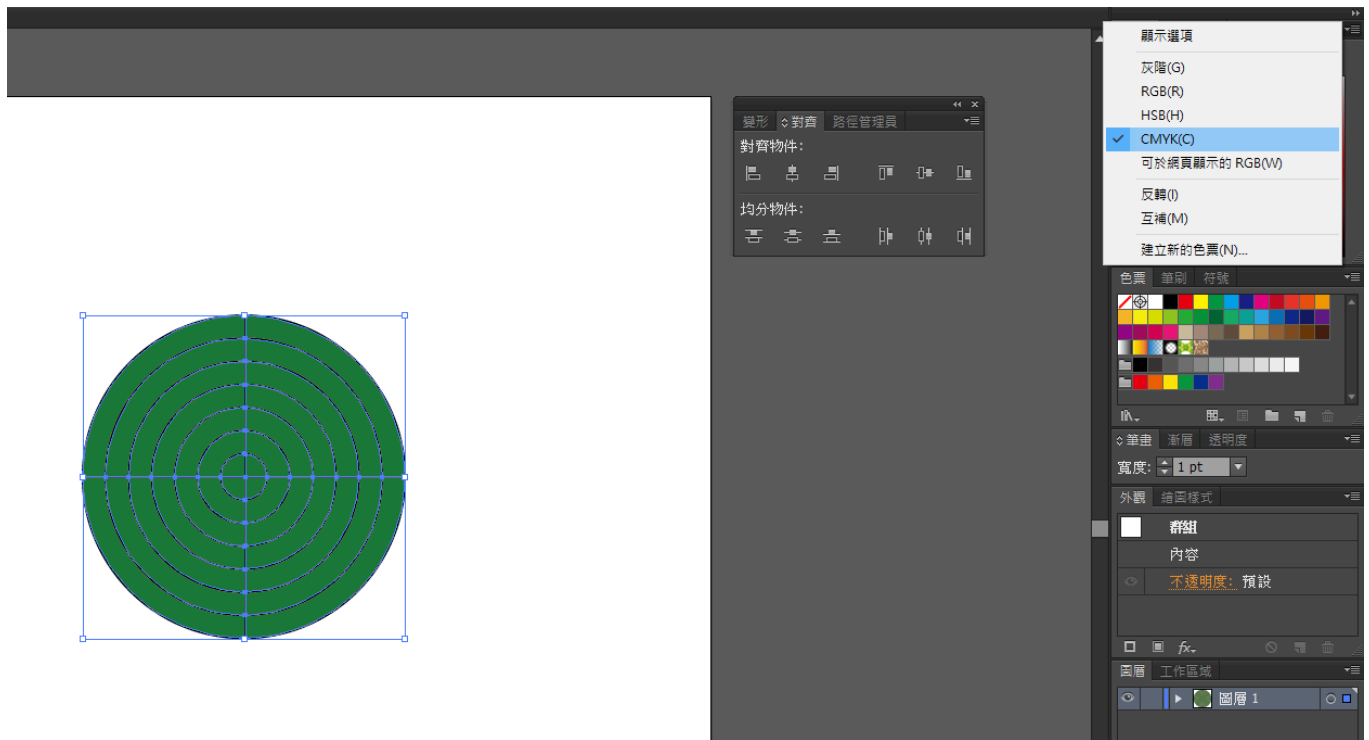 顯示選項
灰階(G)
RGB(R)
HSB(H)
CMYK(C)
可於網頁顯示的 RGB(W)
反轉(I)
互補(M)
建立新的色票(N)...
變形 對齊 路徑管理員
對齊物件:
均分物件:
色票 筆刷 符號
筆畫 漸層 透明度
寬度: 1 pt
外觀 繪圖樣式
群組
內容
不透明度: 預設
fx
圖層 工作區域
圖層 1